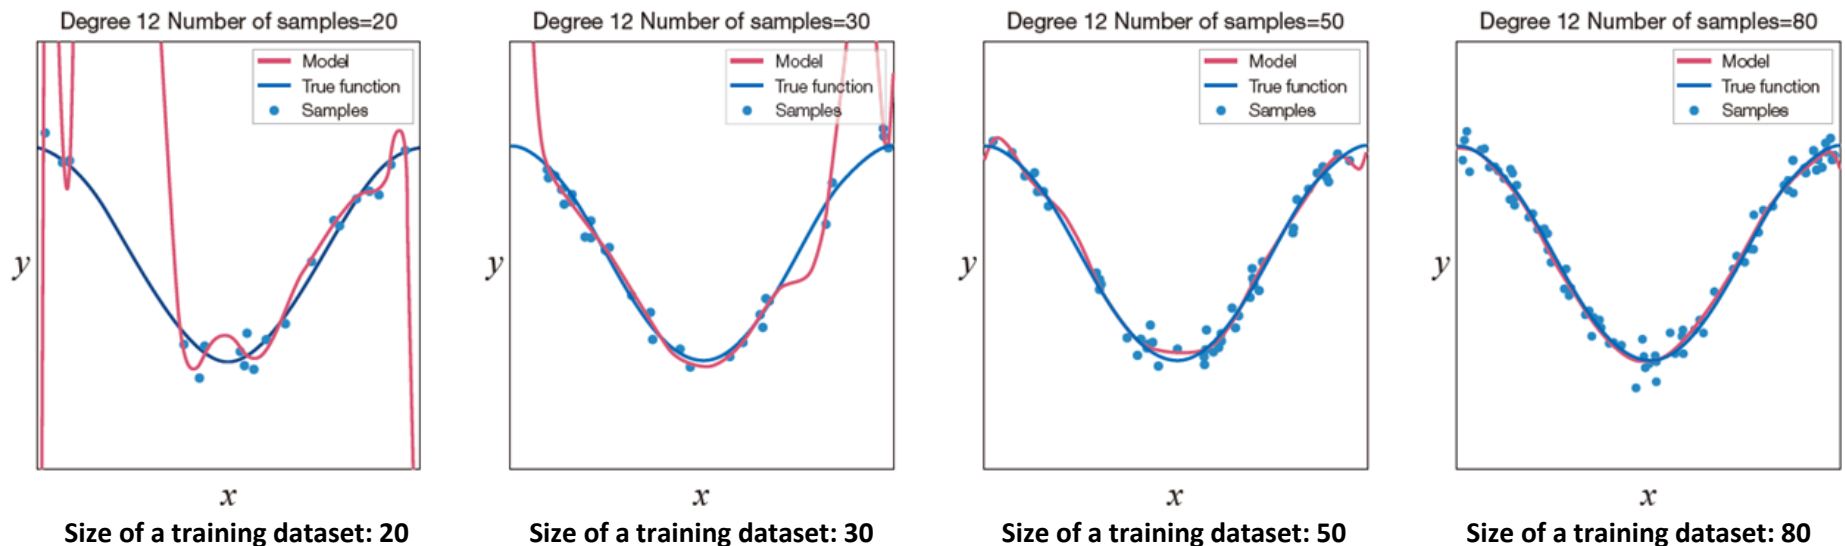 Degree 12 Number of samples=20
Model
True function
Samples
y
x
Size of a training dataset: 20
Degree 12 Number of samples=30
Model
True function
Samples
y
x
Size of a training dataset: 30
Degree 12 Number of samples=50
Model
True function
Samples
y
x
Size of a training dataset: 50
Degree 12 Number of samples=80
Model
True function
Samples
y
x
Size of a training dataset: 80